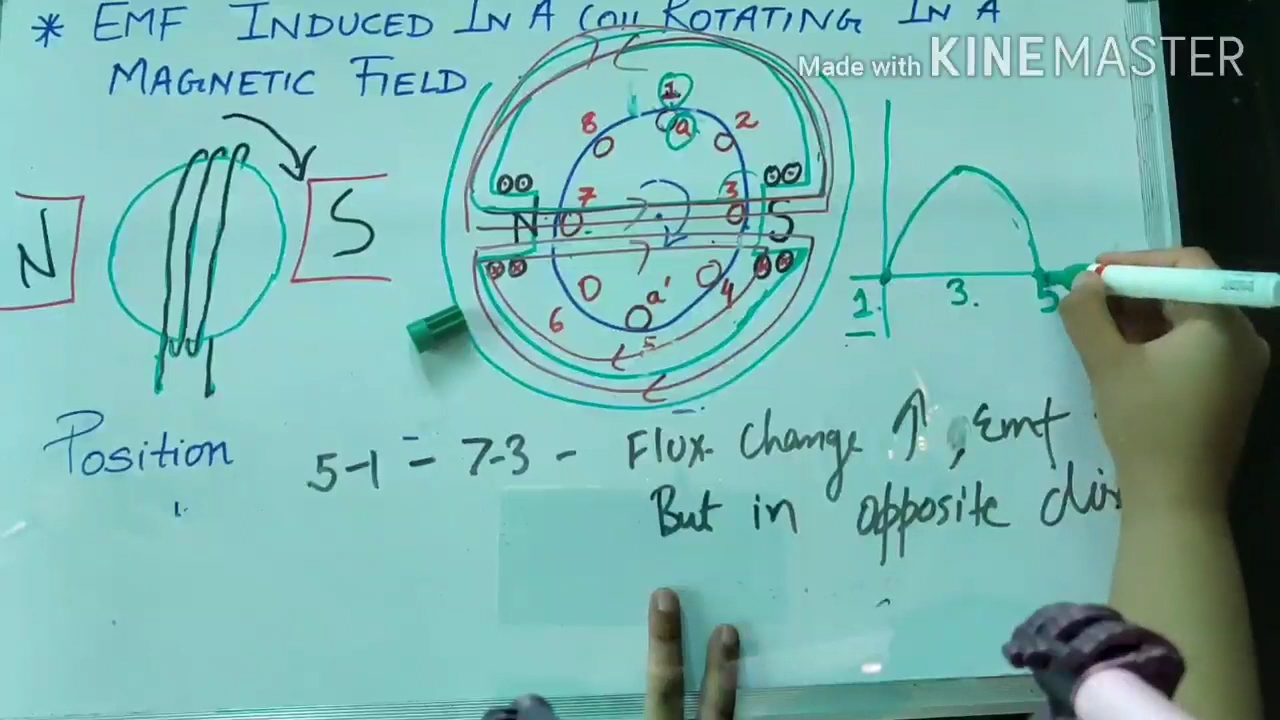 * EMF INDUCED IN A COIL ROTATING IN A
MAGNETIC FIELD
Made with KINEMASTER
N
S
1
a
2
8
7
3
N
S
a'
4
6
5
1.
3.
5
Position 5-1 = 7-3 - Flux Change ↑, Emf
But in opposite